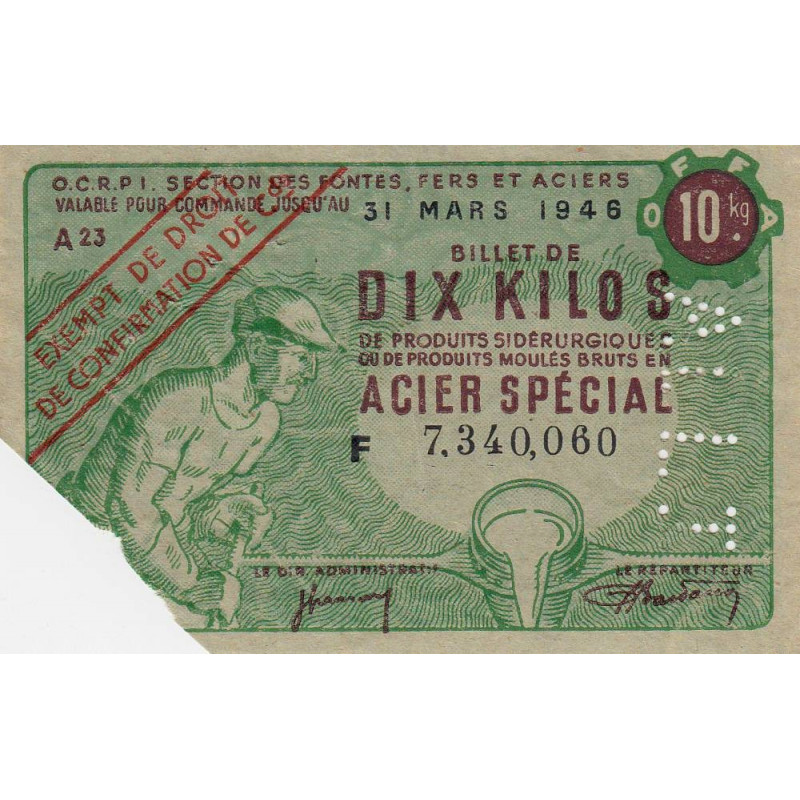 O.C.R.P.I. SECTION DES FONTES, FERS ET ACIERS
VALABLE POUR COMMANDE JUSQU'AU 31 MARS 1946
A 23
OFFA
10 kg.
EXEMPT DE DROIT
DE CONFIRMATION DE C
BILLET DE
DIX KILOS
DE PRODUITS SIDÉRURGIQUES
OU DE PRODUITS MOULÉS BRUTS EN
ACIER SPÉCIAL
F 7,340,060
LE DIR. ADMINISTRATIF
LE RÉPARTITEUR